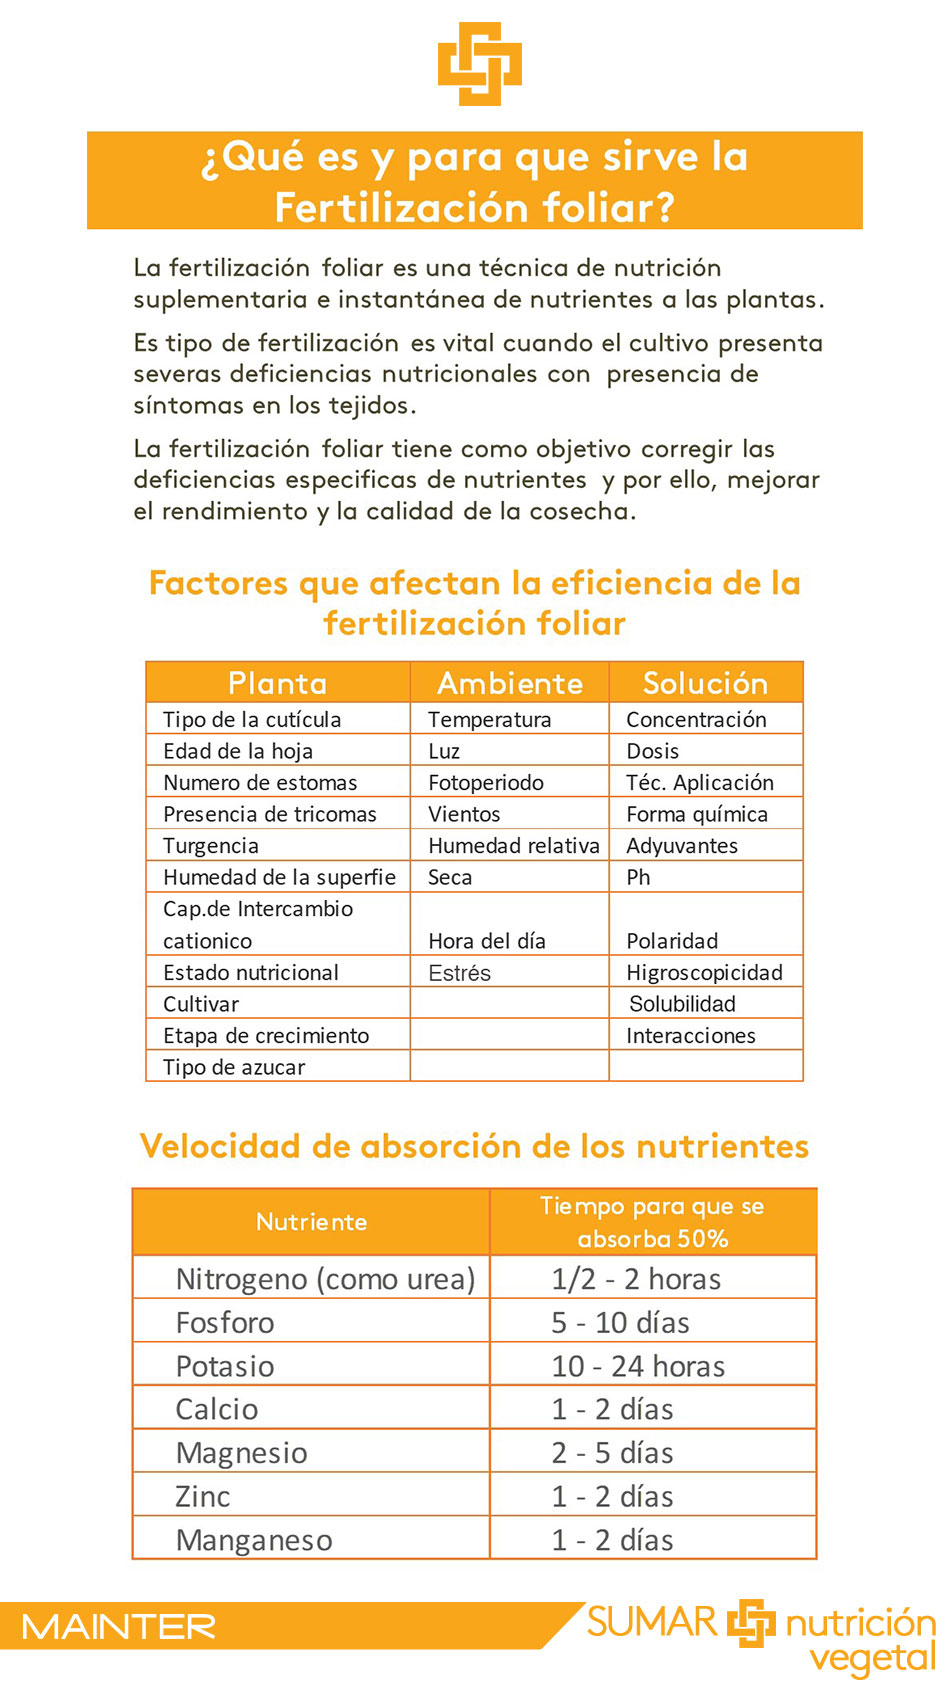 ¿Qué es y para que sirve la
Fertilización foliar?
La fertilización foliar es una técnica de nutrición
suplementaria e instantánea de nutrientes a las plantas.
Es tipo de fertilización es vital cuando el cultivo presenta
severas deficiencias nutricionales con presencia de
síntomas en los tejidos.
La fertilización foliar tiene como objetivo corregir las
deficiencias especificas de nutrientes y por ello, mejorar
el rendimiento y la calidad de la cosecha.
Factores que afectan la eficiencia de la
fertilización foliar
Planta Ambiente Solución
Tipo de la cutícula Temperatura Concentración
Edad de la hoja Luz Dosis
Numero de estomas Fotoperiodo Téc. Aplicación
Presencia de tricomas Vientos Forma química
Turgencia Humedad relativa Adyuvantes
Humedad de la superfie Seca Ph
Cap.de Intercambio
cationico Hora del día Polaridad
Estado nutricional Estrés Higroscopicidad
Cultivar Solubilidad
Etapa de crecimiento Interacciones
Tipo de azucar
Velocidad de absorción de los nutrientes
Nutriente Tiempo para que se
absorba 50%
Nitrogeno (como urea) 1/2 - 2 horas
Fosforo 5 - 10 días
Potasio 10 - 24 horas
Calcio 1 - 2 días
Magnesio 2 - 5 días
Zinc 1 - 2 días
Manganeso 1 - 2 días
MAINTER SUMAR nutrición
vegetal